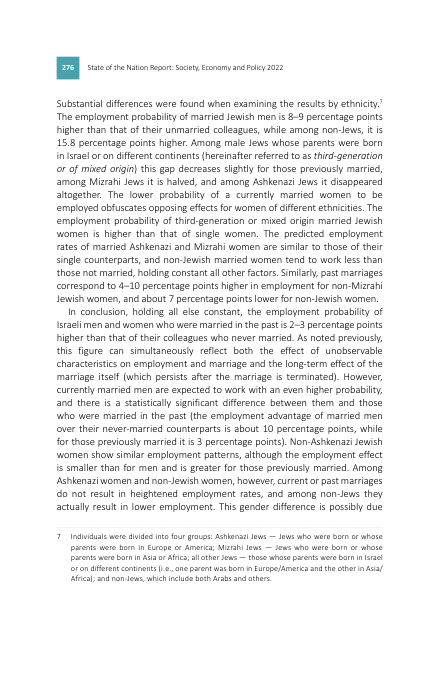 276
State of the Nation Report: Society, Economy and Policy 2022
Substantial differences were found when examining the results by ethnicity.7
The employment probability of married Jewish men is 8–9 percentage points
higher than that of their unmarried colleagues, while among non-Jews, it is
15.8 percentage points higher. Among male Jews whose parents were born
in Israel or on different continents (hereinafter referred to as third-generation
or of mixed origin) this gap decreases slightly for those previously married,
among Mizrahi Jews it is halved, and among Ashkenazi Jews it disappeared
altogether. The lower probability of a currently married women to be
employed obfuscates opposing effects for women of different ethnicities. The
employment probability of third-generation or mixed origin married Jewish
women is higher than that of single women. The predicted employment
rates of married Ashkenazi and Mizrahi women are similar to those of their
single counterparts, and non-Jewish married women tend to work less than
those not married, holding constant all other factors. Similarly, past marriages
correspond to 4–10 percentage points higher in employment for non-Mizrahi
Jewish women, and about 7 percentage points lower for non-Jewish women.
In conclusion, holding all else constant, the employment probability of
Israeli men and women who were married in the past is 2–3 percentage points
higher than that of their colleagues who never married. As noted previously,
this figure can simultaneously reflect both the effect of unobservable
characteristics on employment and marriage and the long-term effect of the
marriage itself (which persists after the marriage is terminated). However,
currently married men are expected to work with an even higher probability,
and there is a statistically significant difference between them and those
who were married in the past (the employment advantage of married men
over their never-married counterparts is about 10 percentage points, while
for those previously married it is 3 percentage points). Non-Ashkenazi Jewish
women show similar employment patterns, although the employment effect
is smaller than for men and is greater for those previously married. Among
Ashkenazi women and non-Jewish women, however, current or past marriages
do not result in heightened employment rates, and among non-Jews they
actually result in lower employment. This gender difference is possibly due
7 Individuals were divided into four groups: Ashkenazi Jews — Jews who were born or whose
parents were born in Europe or America; Mizrahi Jews — Jews who were born or whose
parents were born in Asia or Africa; all other Jews — those whose parents were born in Israel
or on different continents (i.e., one parent was born in Europe/America and the other in Asia/
Africa); and non-Jews, which include both Arabs and others.